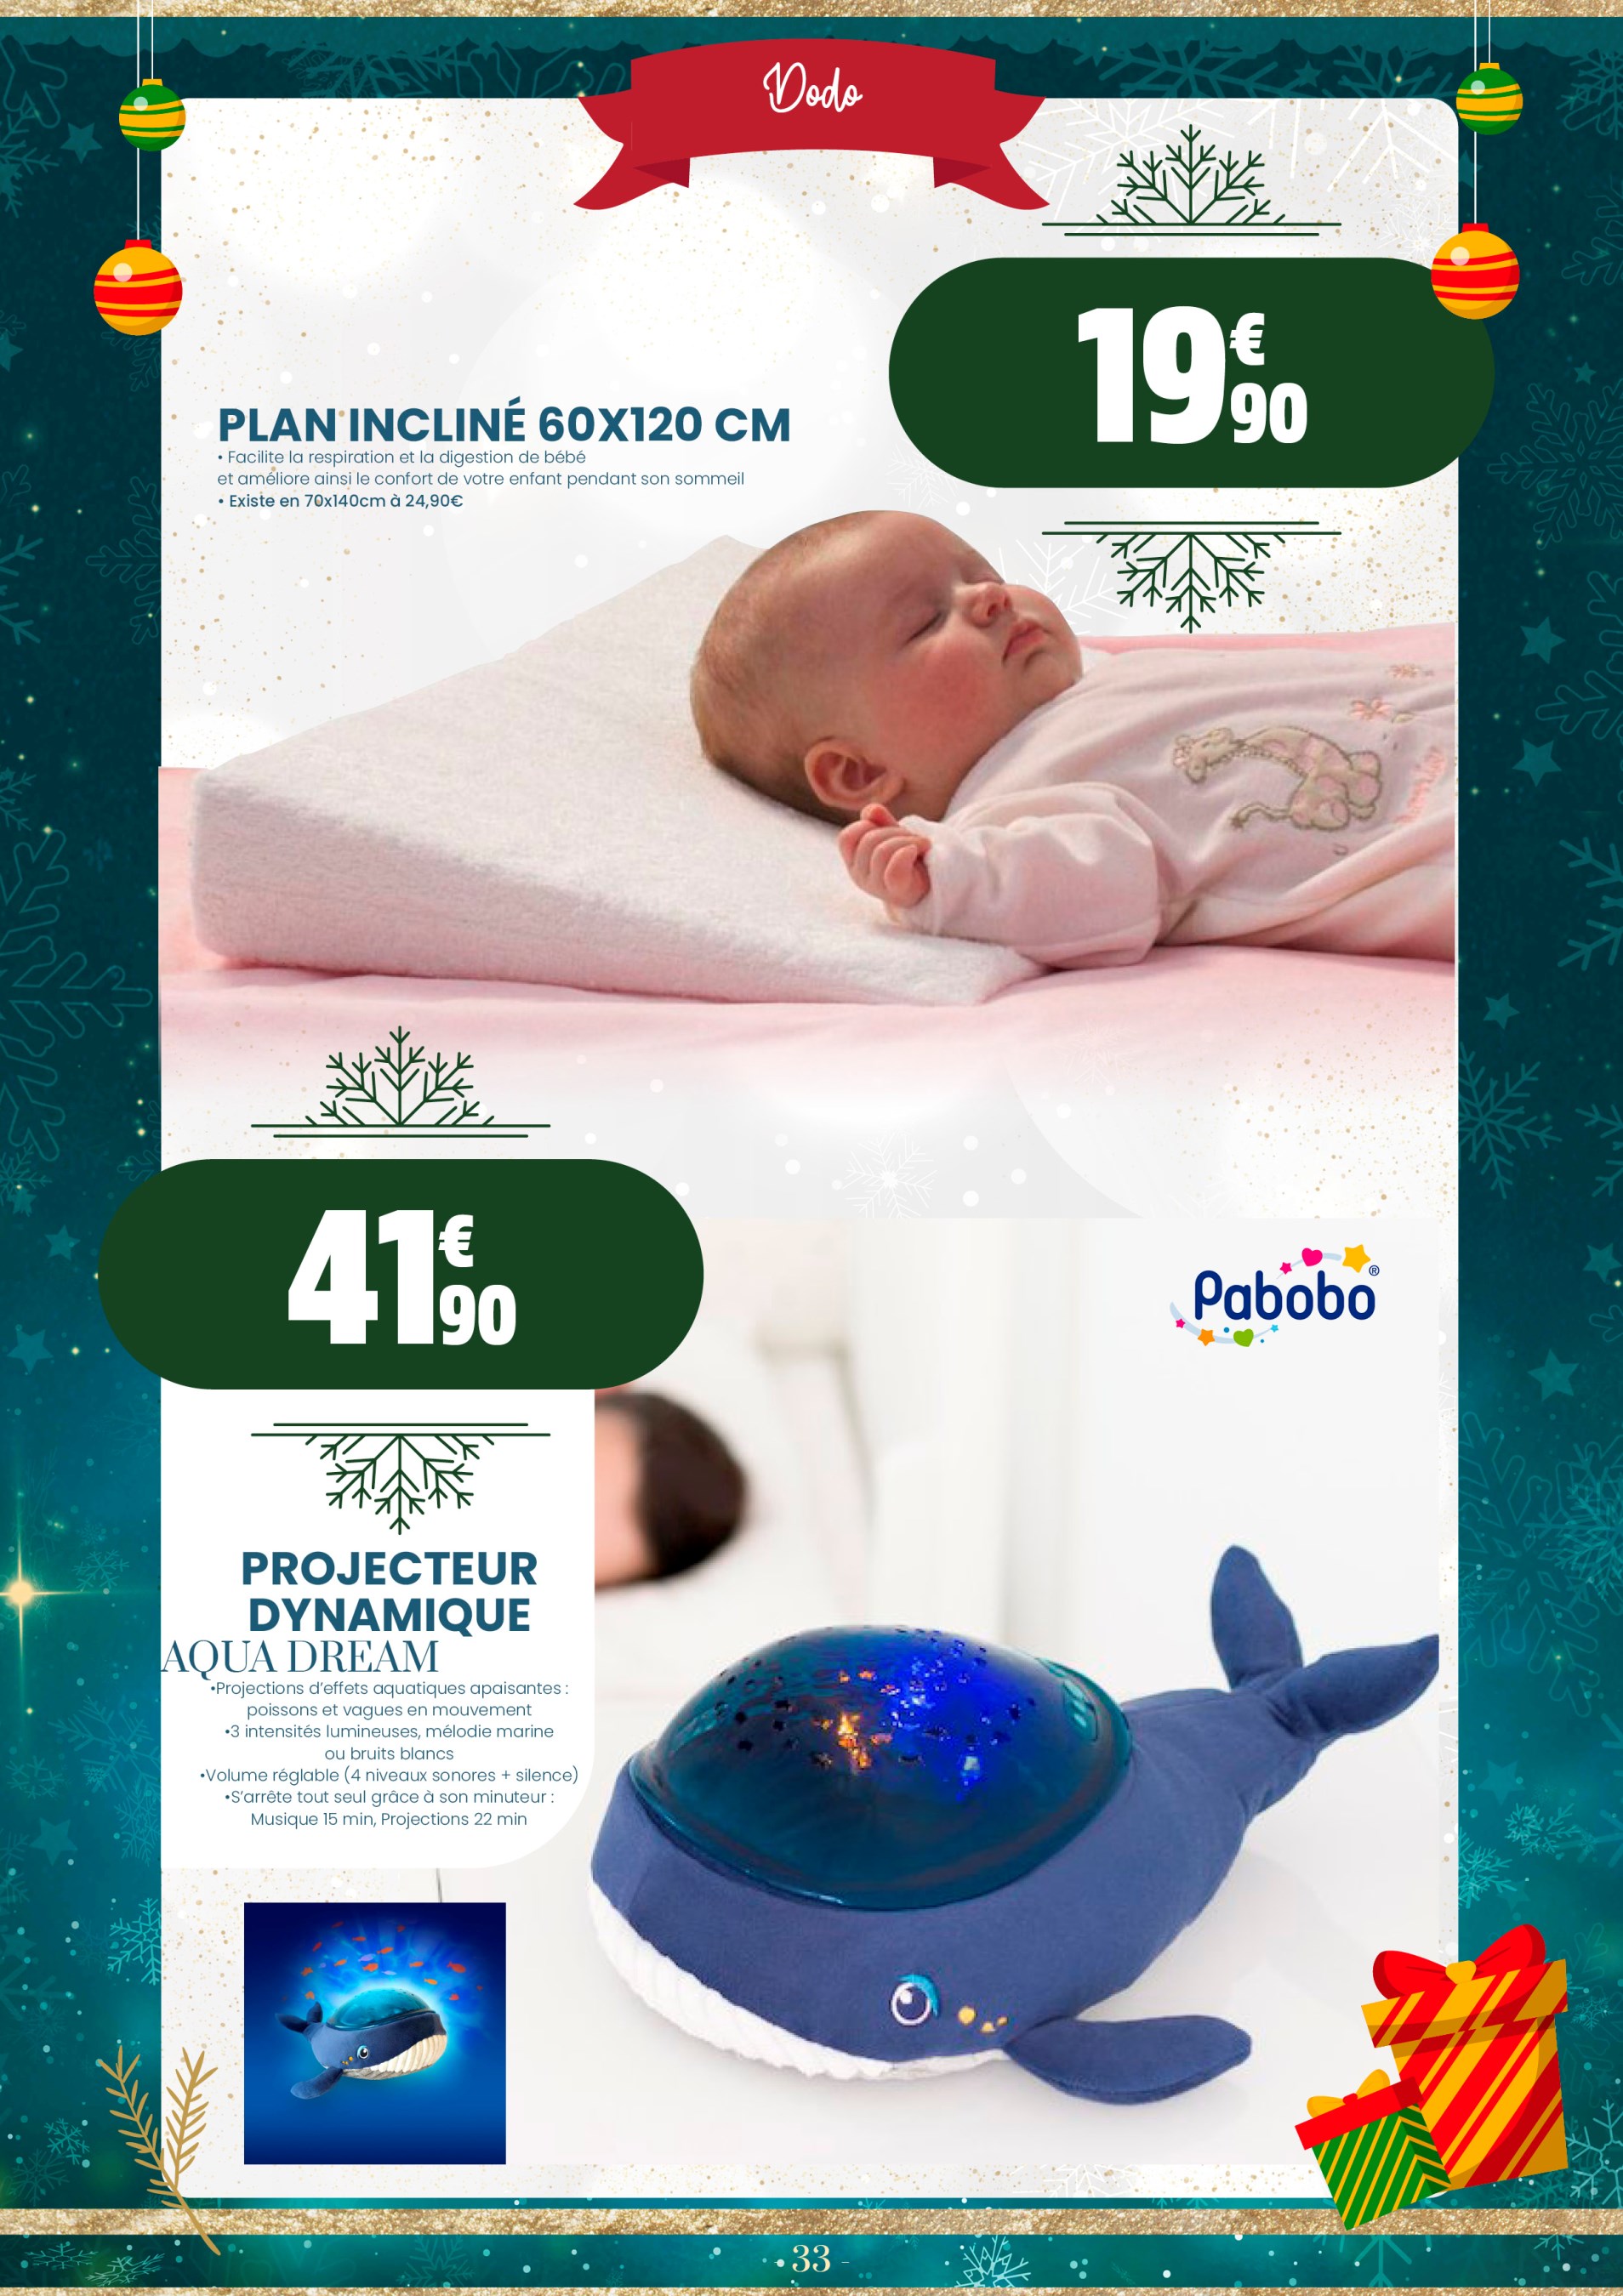 Dodo
19€90
PLAN INCLINÉ 60X120 CM
• Facilite la respiration et la digestion de bébé
et améliore ainsi le confort de votre enfant pendant son sommeil
• Existe en 70x140cm à 24,90€
41€90
Pabobo®
PROJECTEUR
DYNAMIQUE
AQUA DREAM
•Projections d'effets aquatiques apaisantes :
poissons et vagues en mouvement
•3 intensités lumineuses, mélodie marine
ou bruits blancs
•Volume réglable (4 niveaux sonores + silence)
•S'arrête tout seul grâce à son minuteur :
Musique 15 min, Projections 22 min
- 33 -